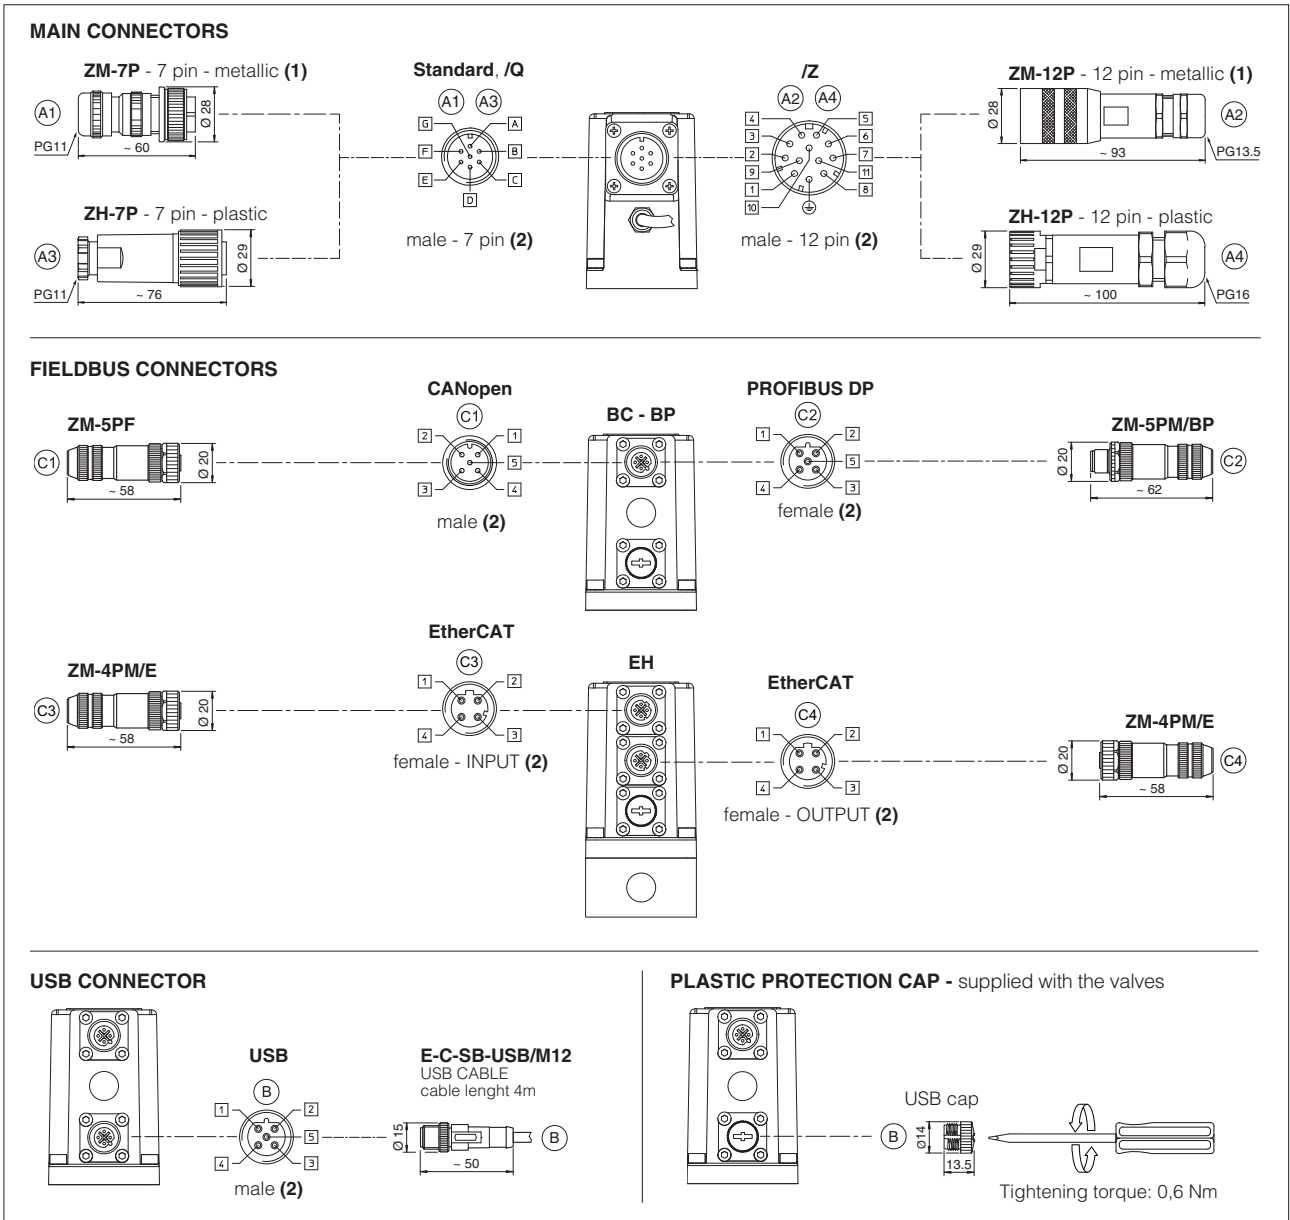 MAIN CONNECTORS
ZM-7P - 7 pin - metallic (1)
A1
PG11
~ 60
Ø 28
ZH-7P - 7 pin - plastic
A3
PG11
~ 76
Ø 29
Standard, /Q
A1 A3
G A
F B
E C
D
male - 7 pin (2)
/Z
A2 A4
4 5
3 6
2 7
9 11
1 8
10
male - 12 pin (2)
ZM-12P - 12 pin - metallic (1)
Ø 28
A2
~ 93
PG13.5
ZH-12P - 12 pin - plastic
Ø 29
A4
~ 100
PG16
FIELDBUS CONNECTORS
ZM-5PF
C1
Ø 20
~ 58
CANopen
C1
2 1
5
3 4
male (2)
BC - BP
PROFIBUS DP
C2
1 2
5
4 3
female (2)
ZM-5PM/BP
Ø 20
C2
~ 62
ZM-4PM/E
C3
Ø 20
~ 58
EtherCAT
C3
1 2
4 3
female - INPUT (2)
EH
EtherCAT
C4
1 2
4 3
female - OUTPUT (2)
ZM-4PM/E
Ø 20
C4
~ 58
USB CONNECTOR
USB
B
1 2
5
4 3
male (2)
E-C-SB-USB/M12
USB CABLE
cable lenght 4m
Ø 15
B
~ 50
PLASTIC PROTECTION CAP - supplied with the valves
USB cap
B
Ø14
13.5
Tightening torque: 0,6 Nm